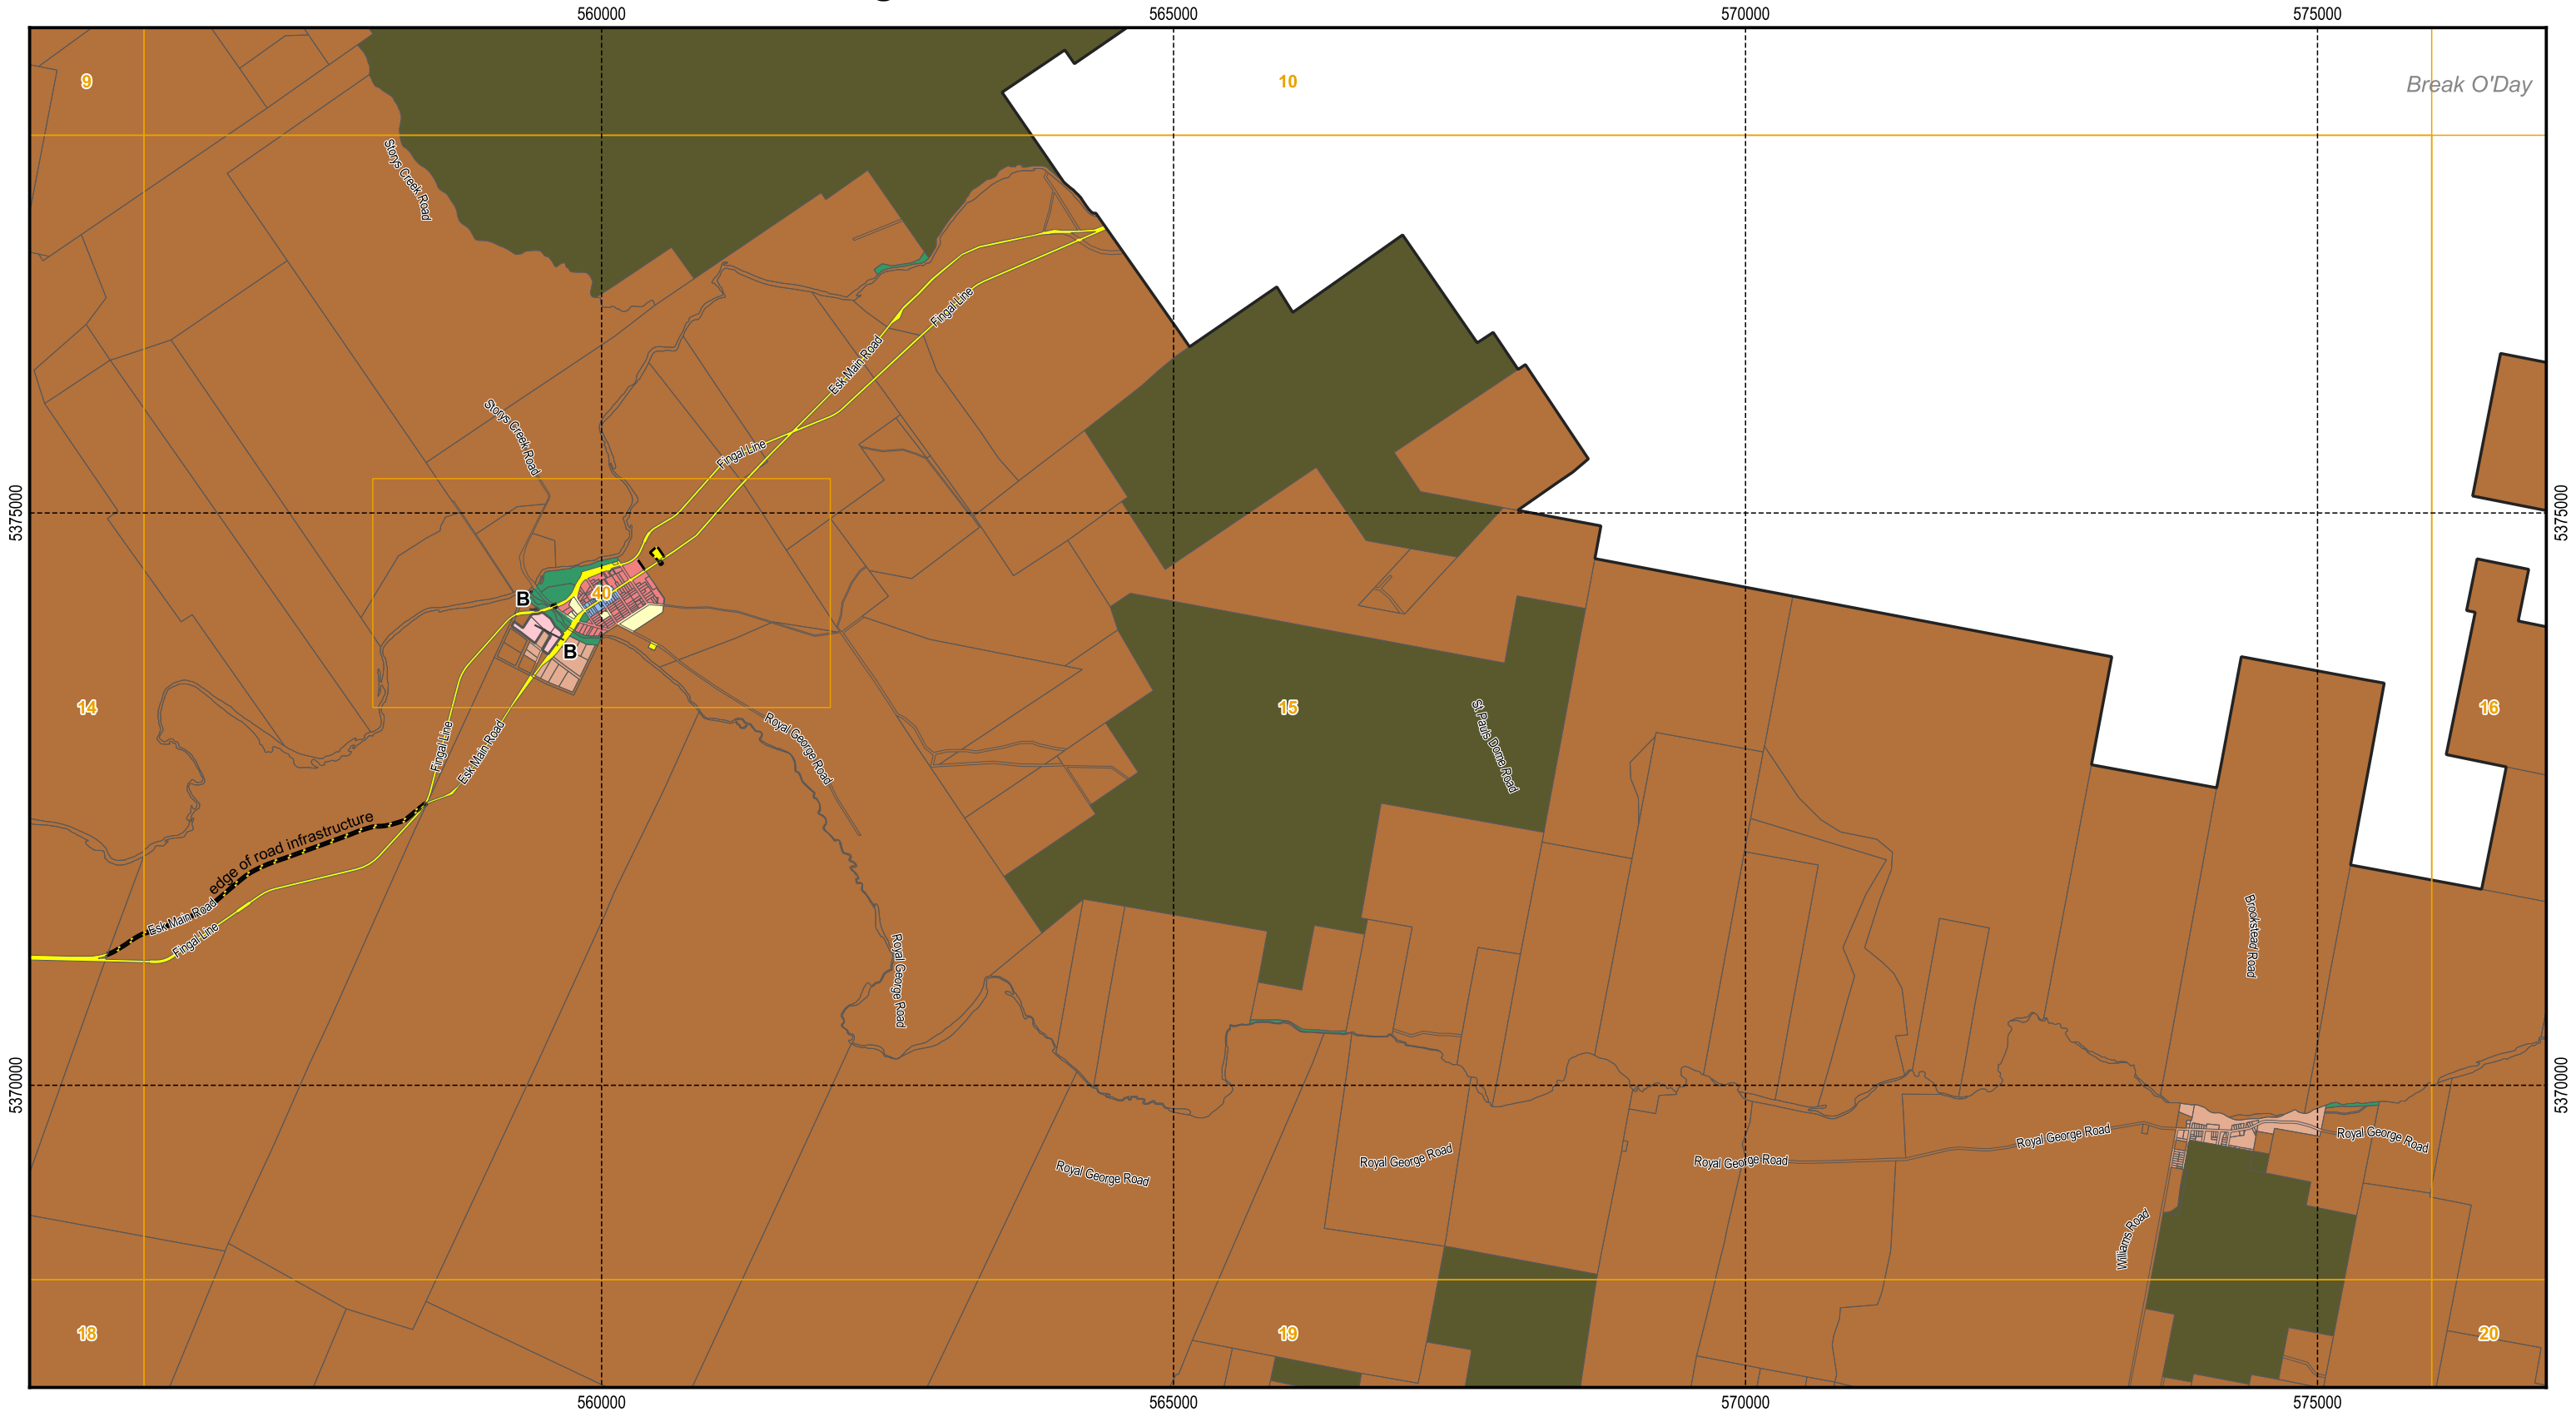 560000
565000
570000
575000
9
10
Break O'Day
Storys Creek Road
Fingal Line
Esk Main Road
Storys Creek Road
Fingal Line
5375000
5375000
B
40
B
14
15
16
St Pauls Dome Road
Royal George Road
Fingal Line
Esk Main Road
edge of road infrastructure
Esk Main Road
Fingal Line
Royal George Road
Brookstead Road
5370000
5370000
Royal George Road
Royal George Road
Royal George Road
Royal George Road
Royal George Road
Williams Road
18
19
20
560000
565000
570000
575000